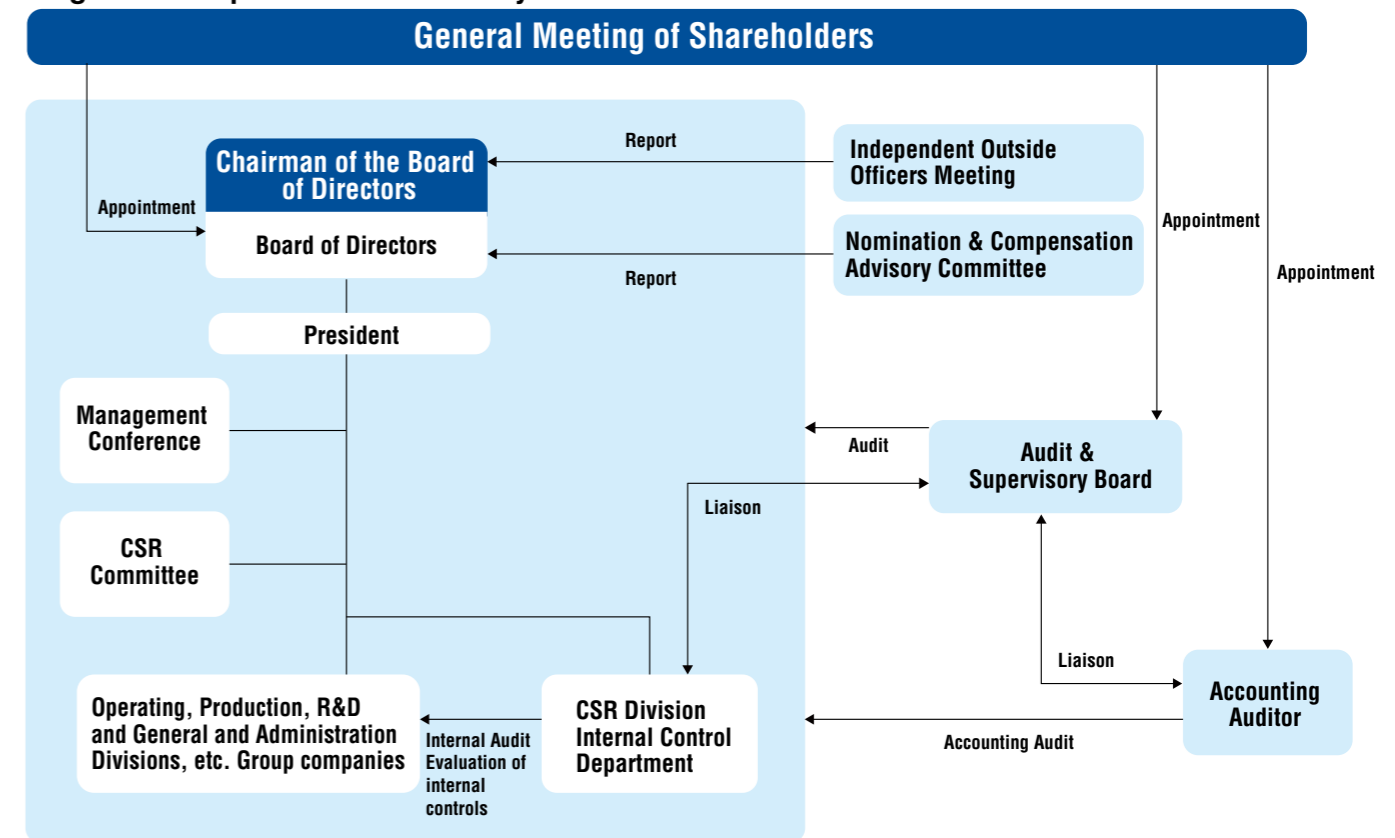 General Meeting of Shareholders
Chairman of the Board
of Directors
Board of Directors
Appointment
Report
Independent Outside
Officers Meeting
Report
Nomination & Compensation
Advisory Committee
Appointment
Appointment
President
Management
Conference
CSR
Committee
Audit
Audit &
Supervisory Board
Liaison
Liaison
Accounting
Auditor
Accounting Audit
Operating, Production, R&D
and General and Administration
Divisions, etc. Group companies
Internal Audit
Evaluation of
internal
controls
CSR Division
Internal Control
Department